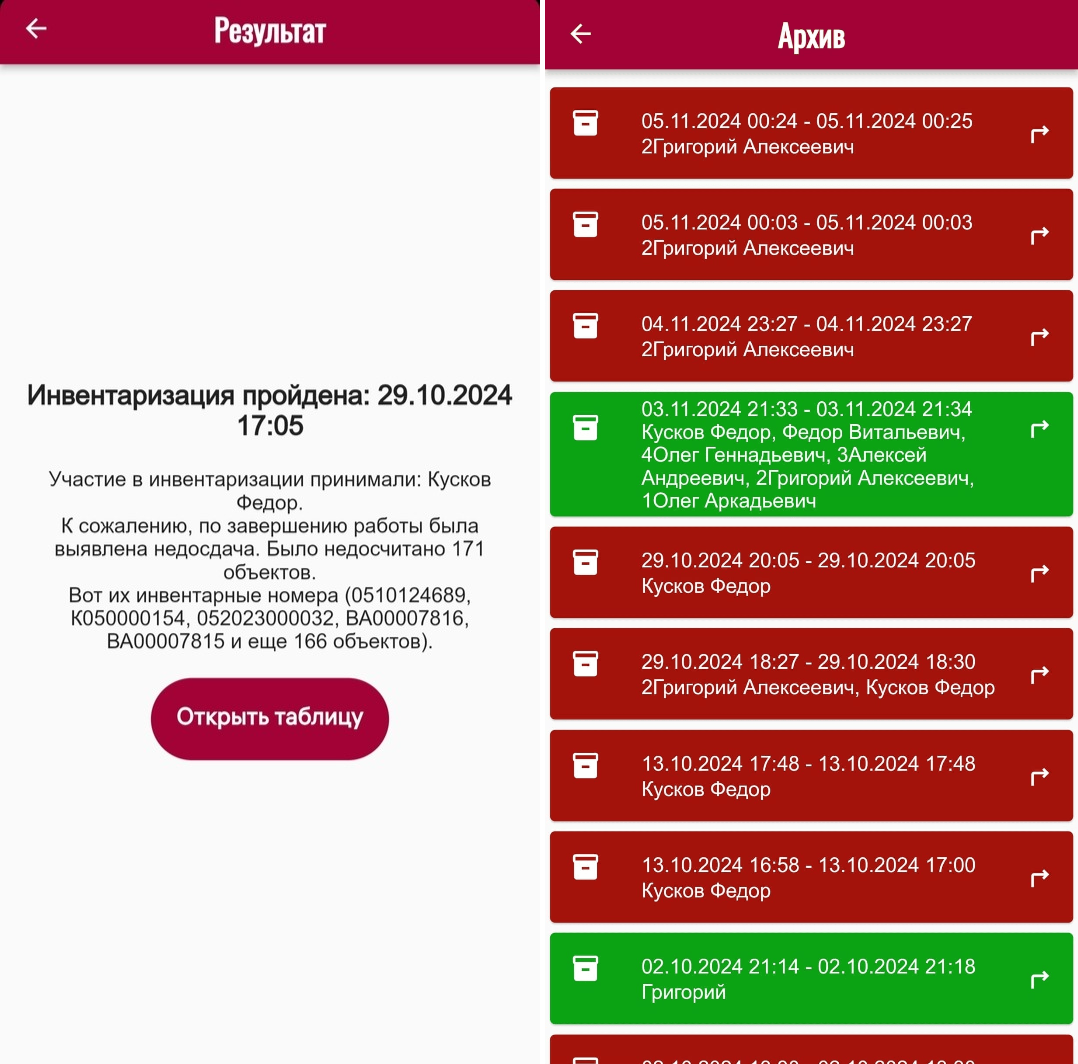 Результат
Инвентаризация пройдена: 29.10.2024
17:05
Участие в инвентаризации принимали: Кусков
Федор.
К сожалению, по завершению работы была
выявлена недосдача. Было недосчитано 171
объектов.
Вот их инвентарные номера (0510124689,
К050000154, 052023000032, ВА00007816,
ВА00007815 и еще 166 объектов).
Открыть таблицу
Архив
05.11.2024 00:24 - 05.11.2024 00:25
2Григорий Алексеевич
05.11.2024 00:03 - 05.11.2024 00:03
2Григорий Алексеевич
04.11.2024 23:27 - 04.11.2024 23:27
2Григорий Алексеевич
03.11.2024 21:33 - 03.11.2024 21:34
Кусков Федор, Федор Витальевич,
4Олег Геннадьевич, 3Алексей
Андреевич, 2Григорий Алексеевич,
1Олег Аркадьевич
29.10.2024 20:05 - 29.10.2024 20:05
Кусков Федор
29.10.2024 18:27 - 29.10.2024 18:30
2Григорий Алексеевич, Кусков Федор
13.10.2024 17:48 - 13.10.2024 17:48
Кусков Федор
13.10.2024 16:58 - 13.10.2024 17:00
Кусков Федор
02.10.2024 21:14 - 02.10.2024 21:18
Григорий